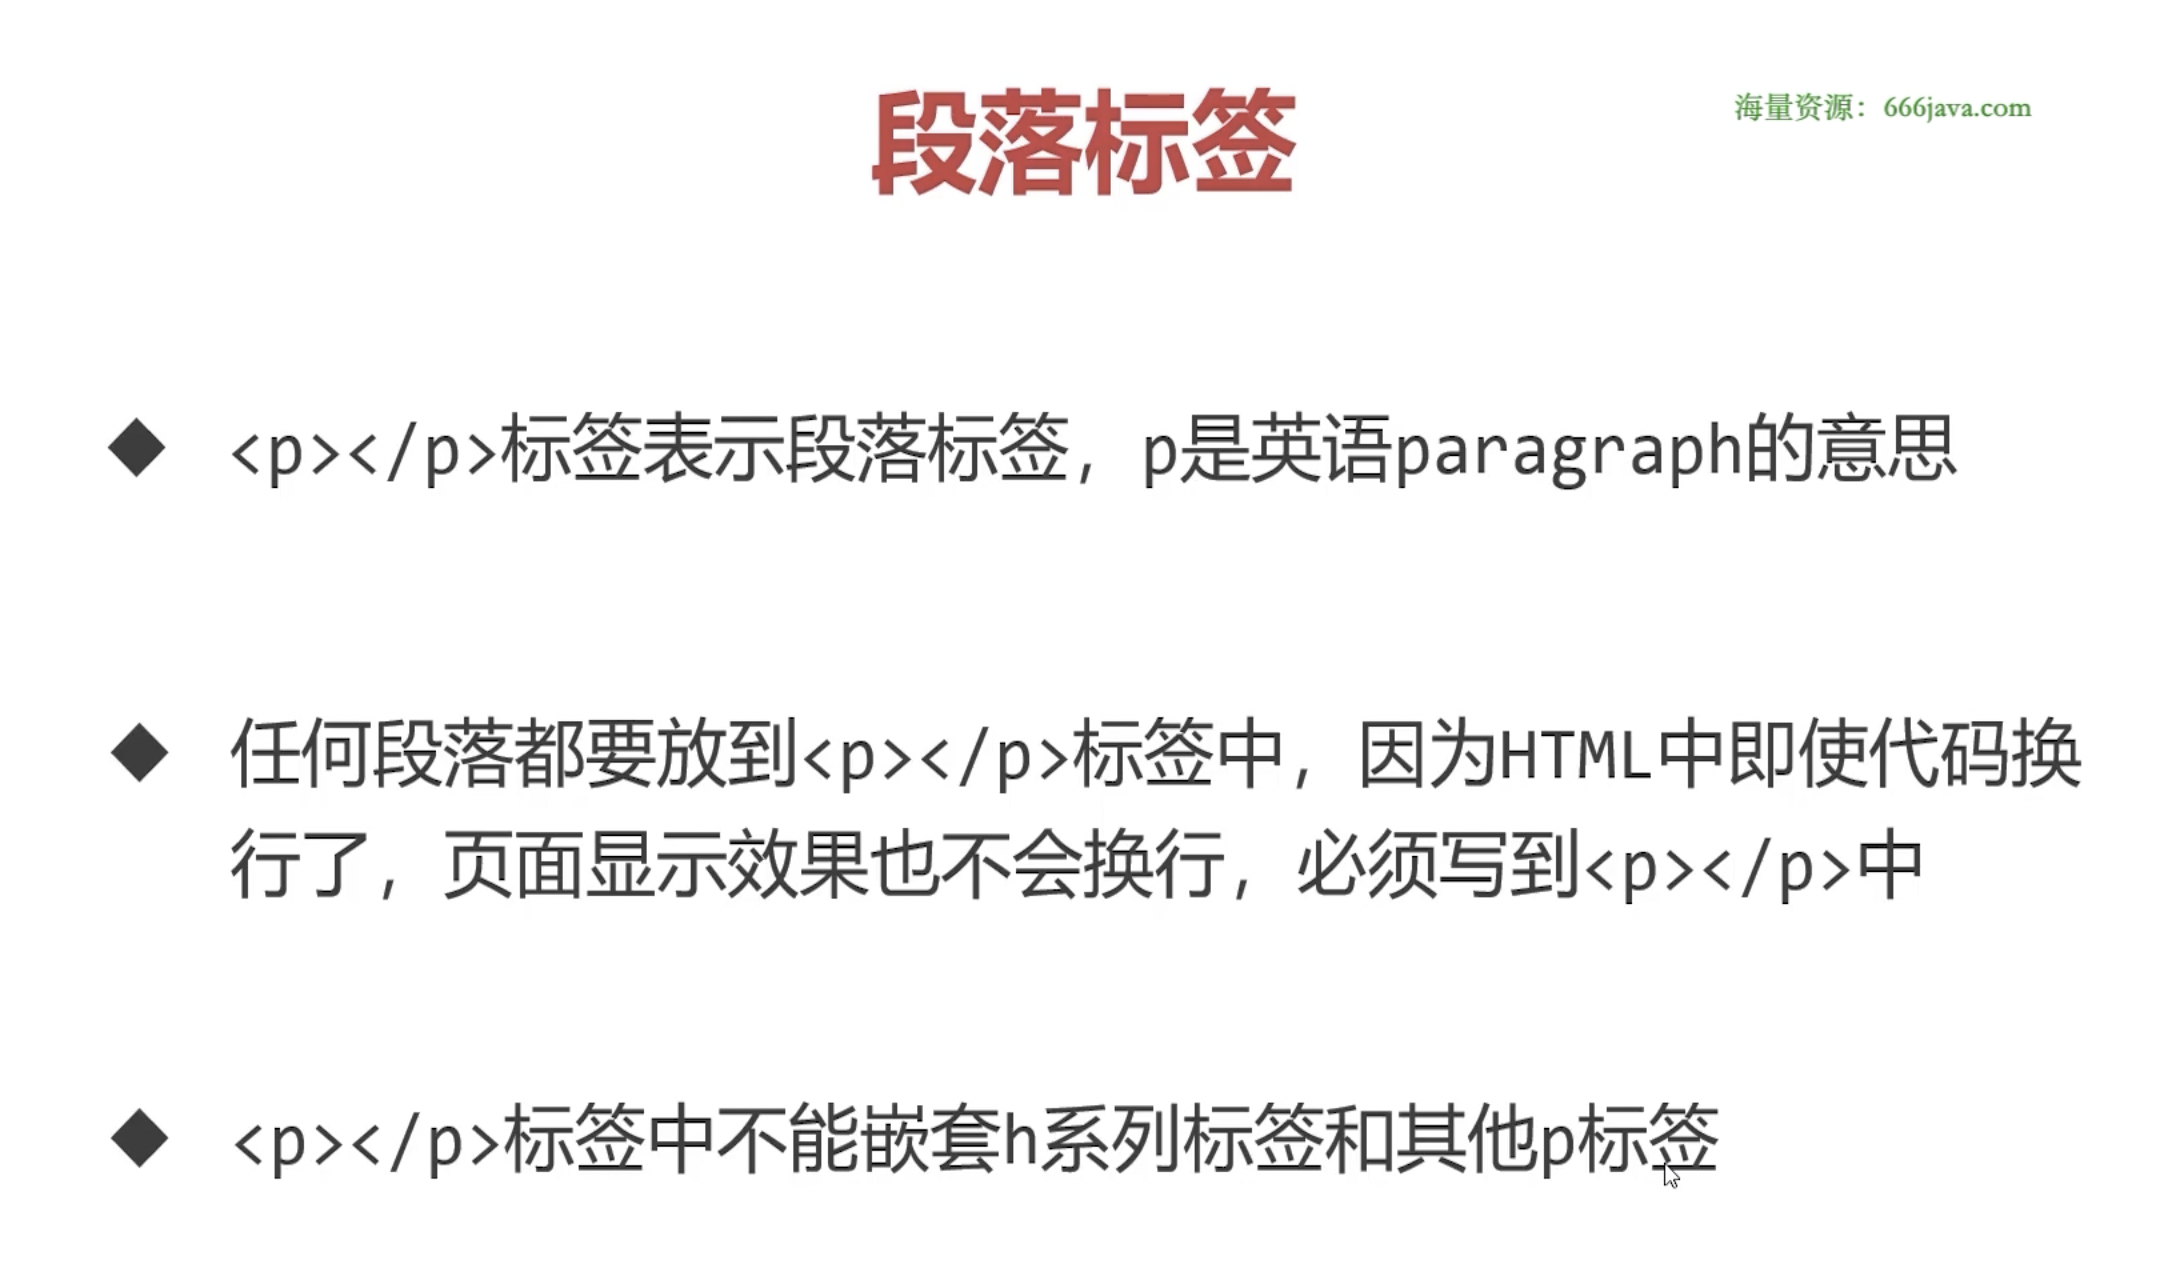 段落标签
海量资源：666java.com
◆ <p></p>标签表示段落标签，p是英语paragraph的意思
◆ 任何段落都要放到<p></p>标签中，因为HTML中即使代码换
行了，页面显示效果也不会换行，必须写到<p></p>中
◆ <p></p>标签中不能嵌套h系列标签和其他p标签